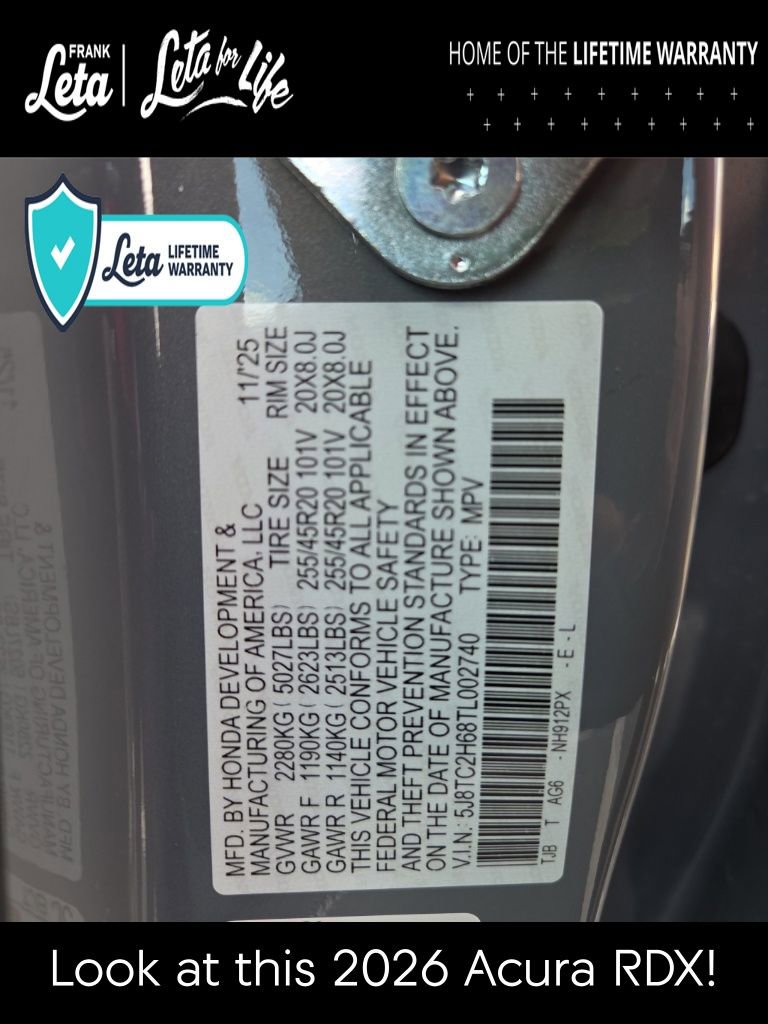 FRANK
Leta
Leta for Life
HOME OF THE LIFETIME WARRANTY
Leta LIFETIME
WARRANTY
MFD. BY HONDA DEVELOPMENT &
MANUFACTURING OF AMERICA, LLC 11/'25
GVWR 2280KG ( 5027LBS) TIRE SIZE RIM SIZE
GAWR F 1190KG ( 2623LBS) 255/45R20 101V 20X8.0J
GAWR R 1140KG ( 2513LBS) 255/45R20 101V 20X8.0J
THIS VEHICLE CONFORMS TO ALL APPLICABLE
FEDERAL MOTOR VEHICLE SAFETY
AND THEFT PREVENTION STANDARDS IN EFFECT
ON THE DATE OF MANUFACTURE SHOWN ABOVE.
V.I.N.: 5J8TC2H68TL002740 TYPE: MPV
TJB T AG6 -NH912PX -E-L
Look at this 2026 Acura RDX!